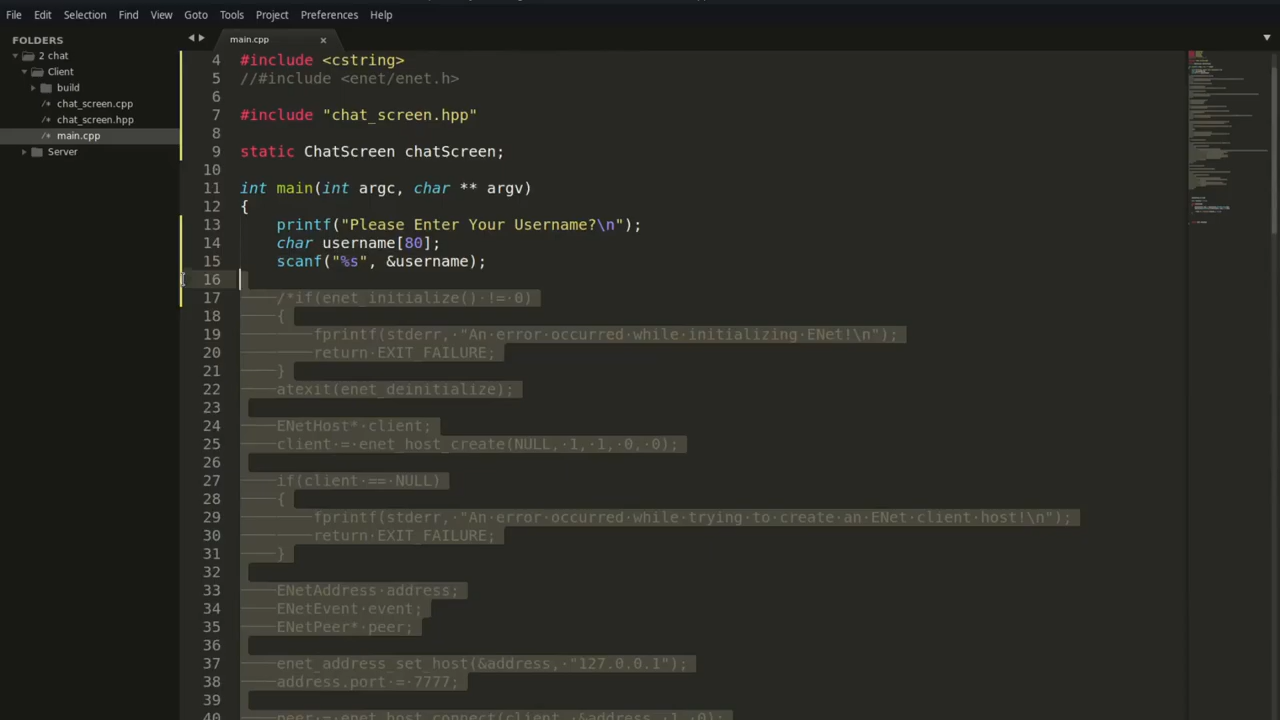 File Edit Selection Find View Goto Tools Project Preferences Help
FOLDERS
2 chat
Client
build
chat_screen.cpp
chat_screen.hpp
main.cpp
Server
main.cpp
4 #include <cstring>
5 //#include <enet/enet.h>
6
7 #include "chat_screen.hpp"
8
9 static ChatScreen chatScreen;
10
11 int main(int argc, char ** argv)
12 {
13 printf("Please Enter Your Username?\n");
14 char username[80];
15 scanf("%s", &username);
16
17 /*if(enet_initialize() != 0)
18 {
19 fprintf(stderr, "An error occurred while initializing ENet!\n");
20 return EXIT_FAILURE;
21 }
22 atexit(enet_deinitialize);
23
24 ENetHost* client;
25 client = enet_host_create(NULL, 1, 1, 0, 0);
26
27 if(client == NULL)
28 {
29 fprintf(stderr, "An error occurred while trying to create an ENet client host!\n");
30 return EXIT_FAILURE;
31 }
32
33 ENetAddress address;
34 ENetEvent event;
35 ENetPeer* peer;
36
37 enet_address_set_host(&address, "127.0.0.1");
38 address.port = 7777;
39
40 peer = enet_host_connect(client, &address, 1, 0);